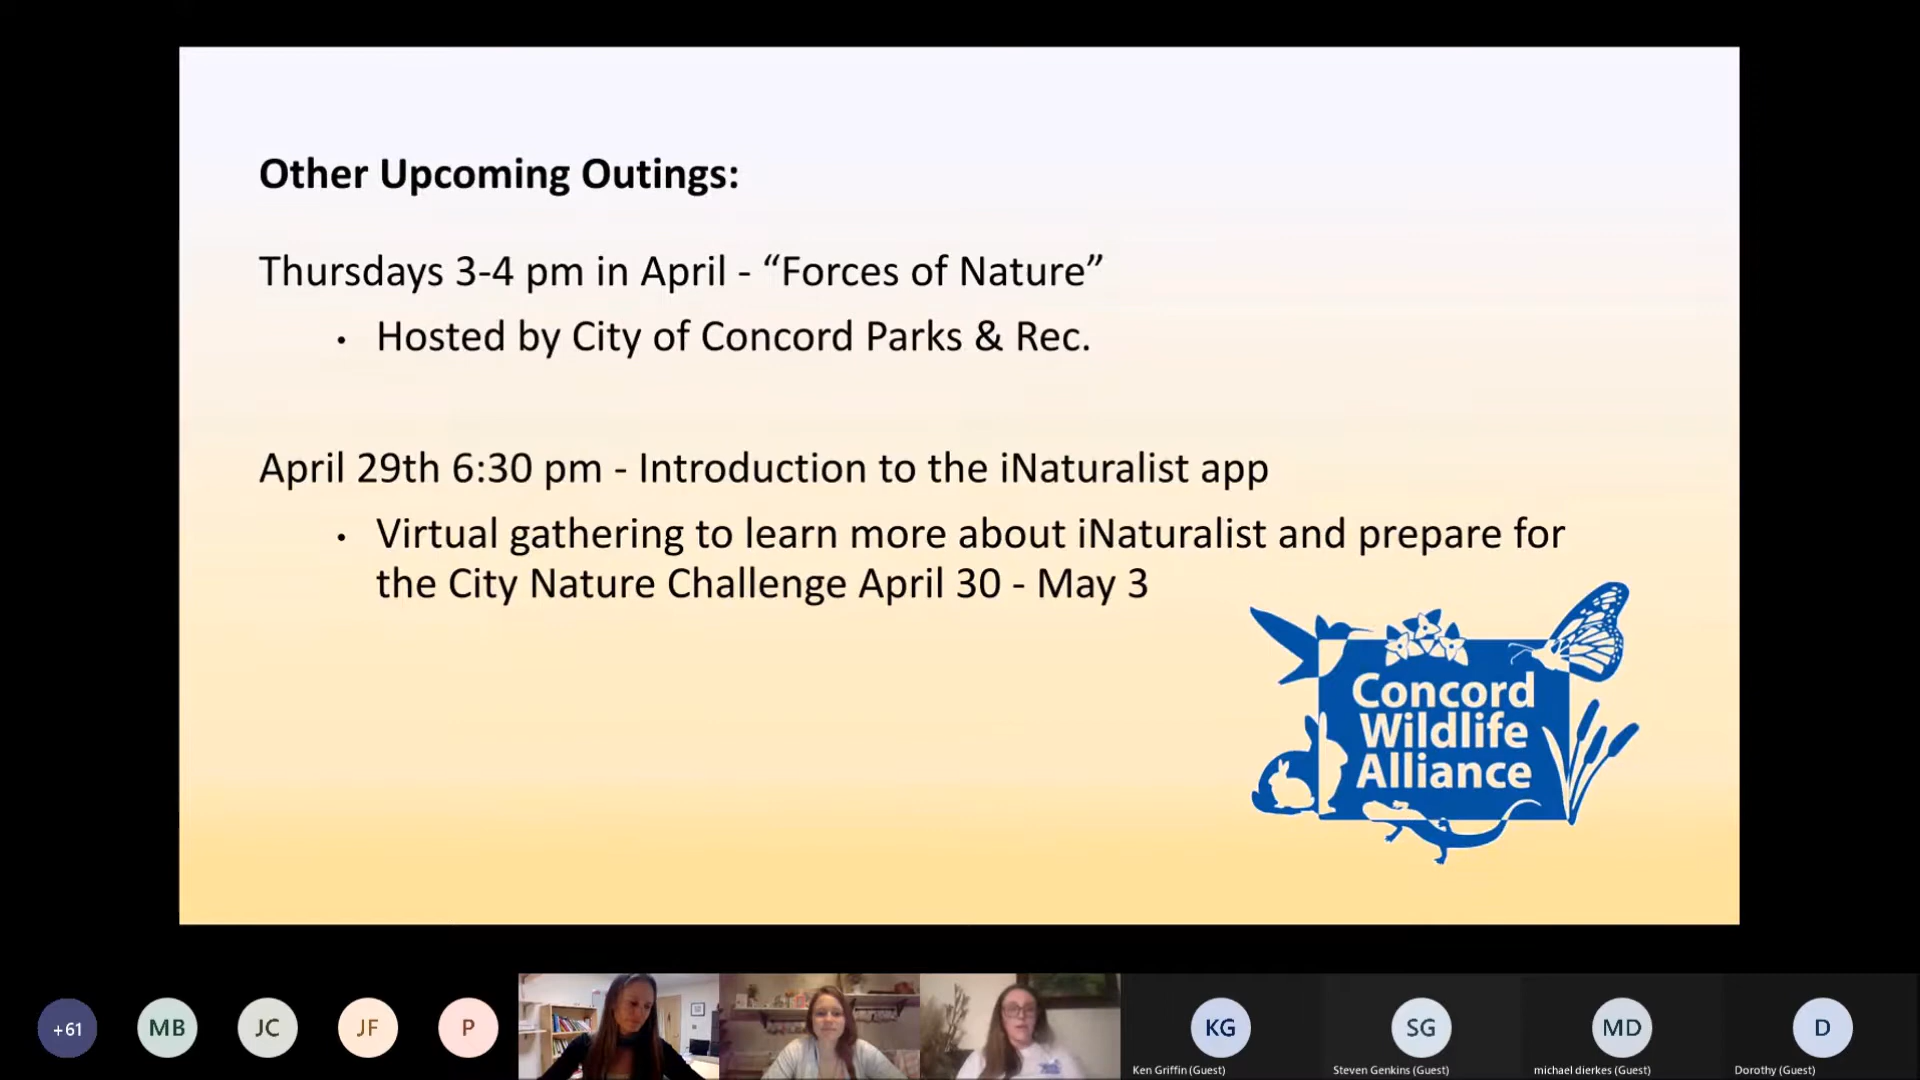 Other Upcoming Outings:
Thursdays 3-4 pm in April - “Forces of Nature”
• Hosted by City of Concord Parks & Rec.
April 29th 6:30 pm - Introduction to the iNaturalist app
• Virtual gathering to learn more about iNaturalist and prepare for
the City Nature Challenge April 30 - May 3
Concord
Wildlife
Alliance
+61
MB
JC
JF
P
KG
Ken Griffin (Guest)
SG
Steven Genkins (Guest)
MD
michael dierkes (Guest)
D
Dorothy (Guest)